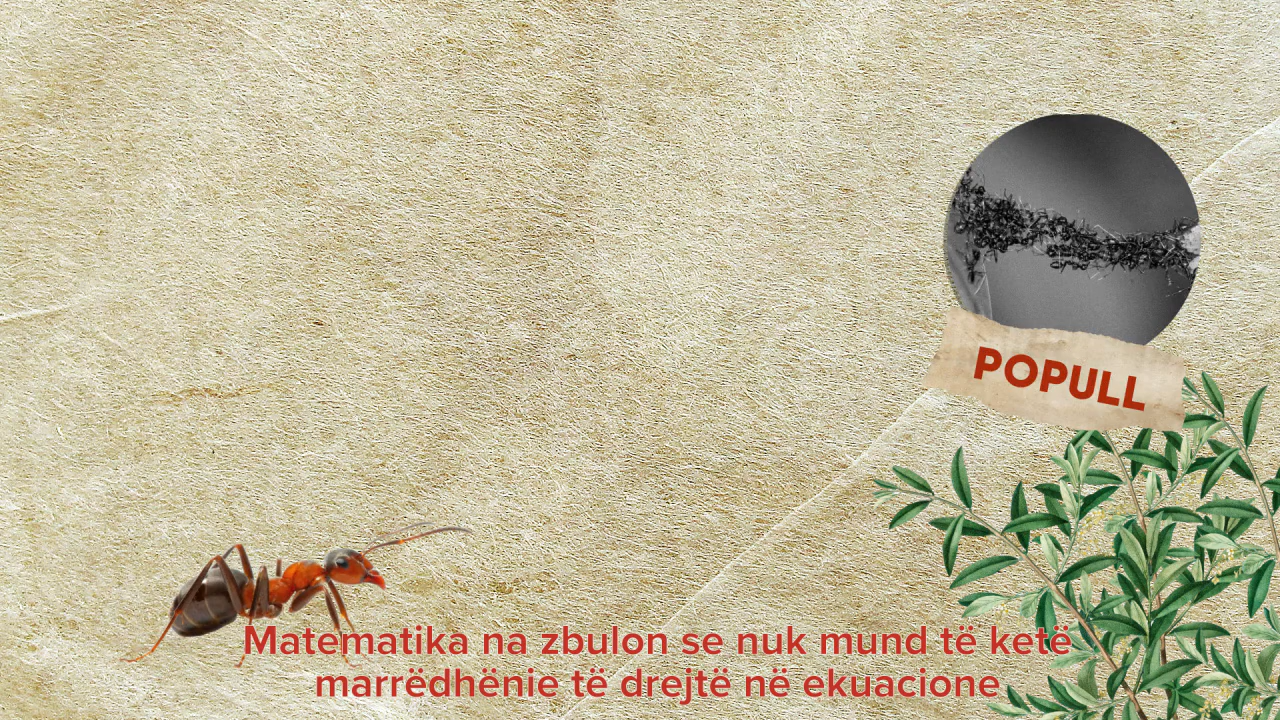 POPULL
Matematika na zbulon se nuk mund të ketë
marrëdhënie të drejtë në ekuacione